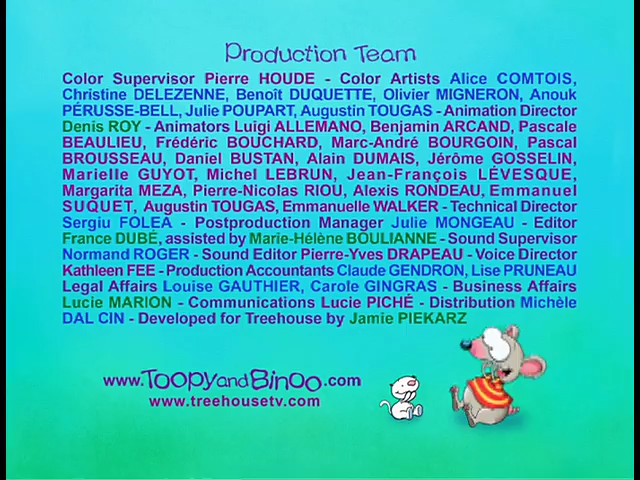 Production Team
Color Supervisor Pierre HOUDE - Color Artists Alice COMTOIS,
Christine DELEZENNE, Benoît DUQUETTE, Olivier MIGNERON, Anouk
PÉRUSSE-BELL, Julie POUPART, Augustin TOUGAS - Animation Director
Denis ROY - Animators Luigi ALLEMANO, Benjamin ARCAND, Pascale
BEAULIEU, Frédéric BOUCHARD, Marc-André BOURGOIN, Pascal
BROUSSEAU, Daniel BUSTAN, Alain DUMAIS, Jérôme GOSSELIN,
Marielle GUYOT, Michel LEBRUN, Jean-François LÉVESQUE,
Margarita MEZA, Pierre-Nicolas RIOU, Alexis RONDEAU, Emmanuel
SUQUET, Augustin TOUGAS, Emmanuelle WALKER - Technical Director
Sergiu FOLEA - Postproduction Manager Julie MONGEAU - Editor
France DUBÉ, assisted by Marie-Hélène BOULIANNE - Sound Supervisor
Normand ROGER - Sound Editor Pierre-Yves DRAPEAU - Voice Director
Kathleen FEE - Production Accountants Claude GENDRON, Lise PRUNEAU
Legal Affairs Louise GAUTHIER, Carole GINGRAS - Business Affairs
Lucie MARION - Communications Lucie PICHÉ - Distribution Michèle
DAL CIN - Developed for Treehouse by Jamie PIEKARZ
www.ToopyandBinoo.com
www.treehousetv.com